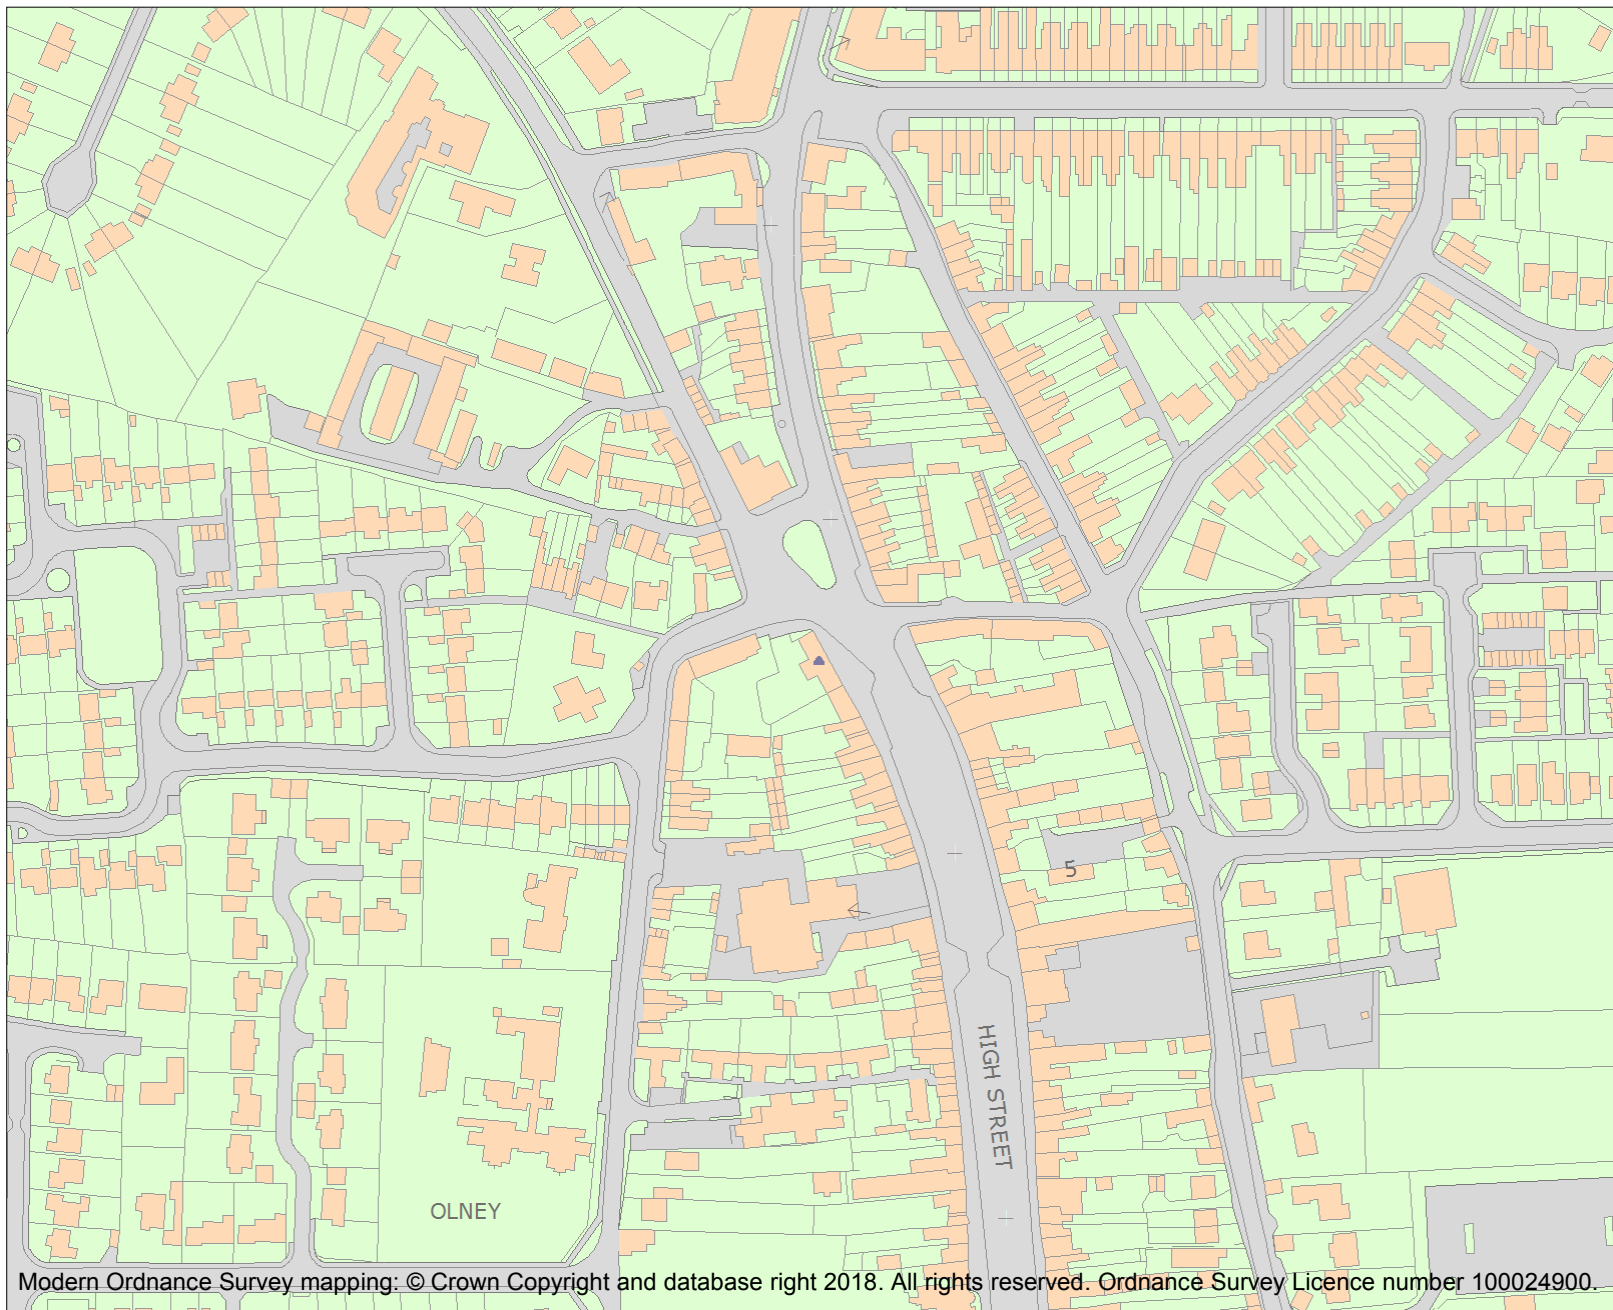 5
HIGH STREET
OLNEY
Modern Ordnance Survey mapping: © Crown Copyright and database right 2018. All rights reserved. Ordnance Survey Licence number 100024900.